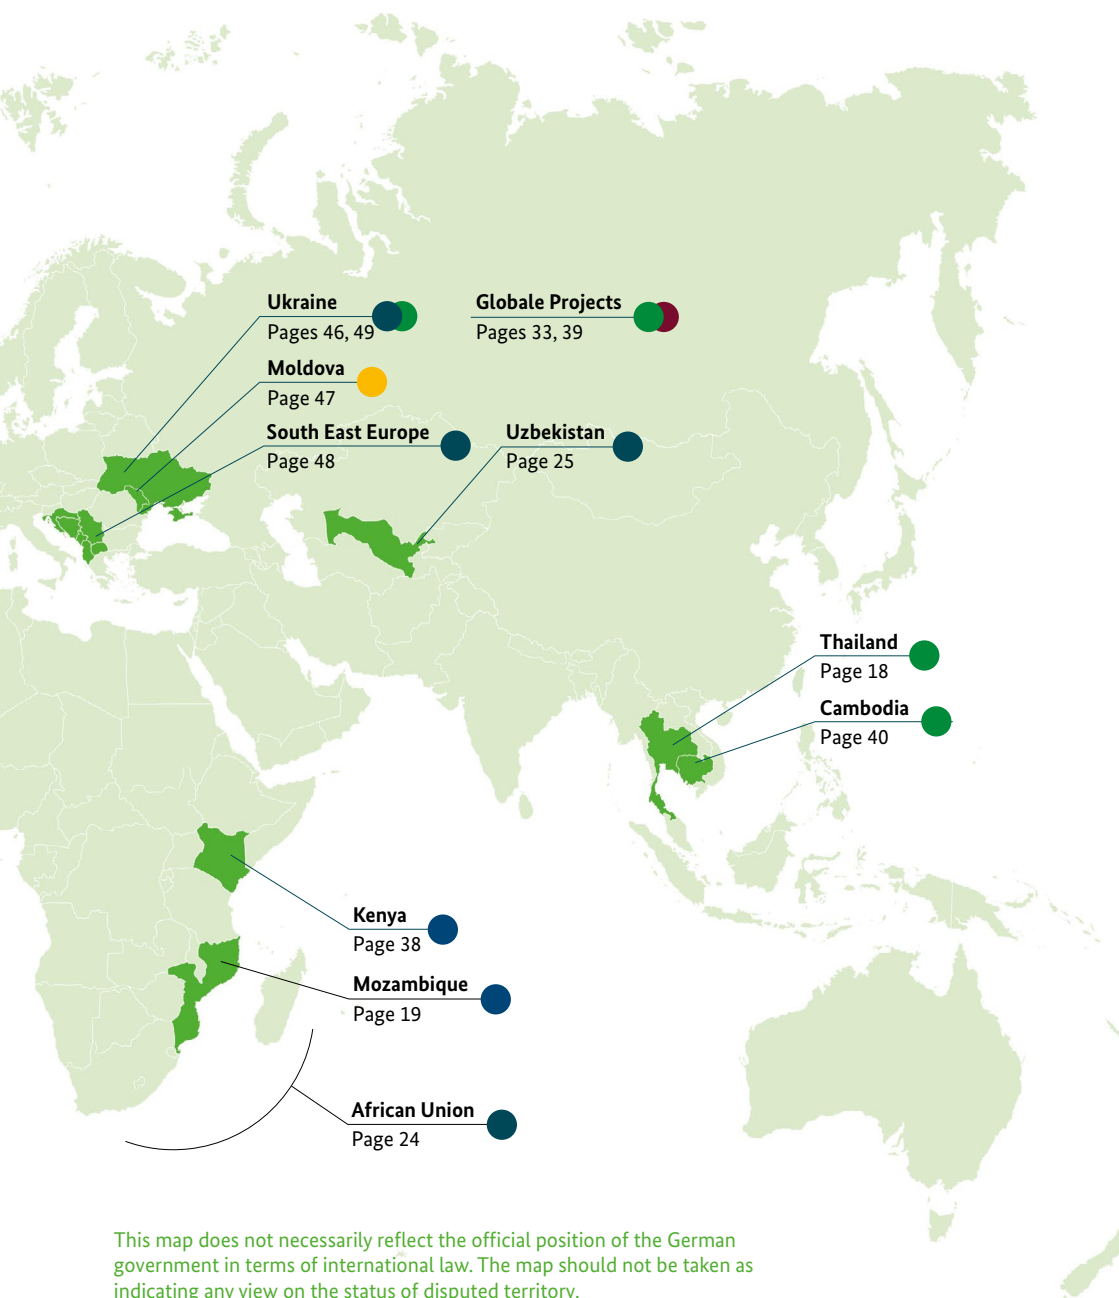 Ukraine
Pages 46, 49
Globale Projects
Pages 33, 39
Moldova
Page 47
South East Europe
Page 48
Uzbekistan
Page 25
Thailand
Page 18
Cambodia
Page 40
Kenya
Page 38
Mozambique
Page 19
African Union
Page 24
This map does not necessarily reflect the official position of the German
government in terms of international law. The map should not be taken as
indicating any view on the status of disputed territory.